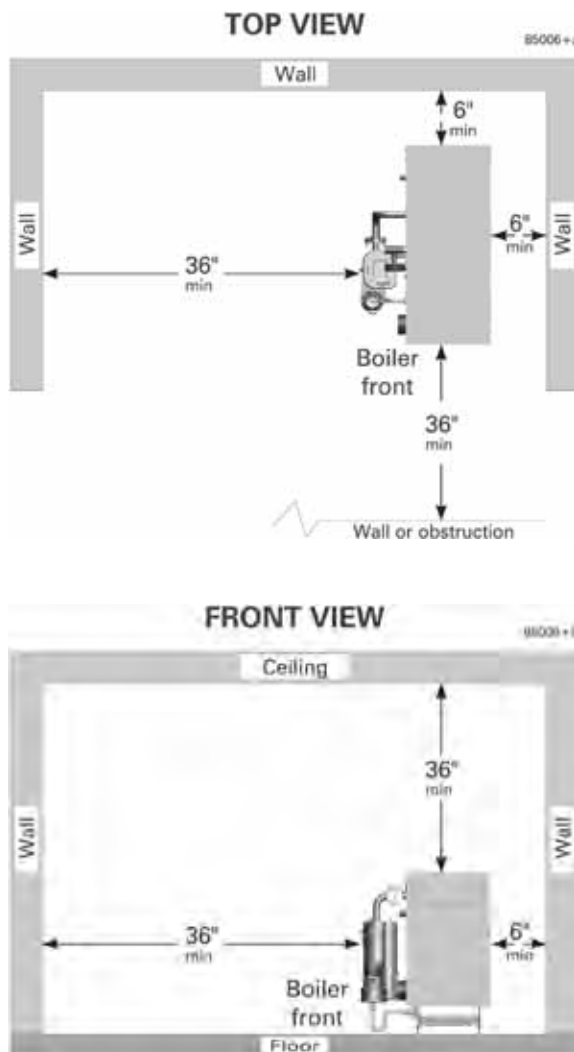 TOP VIEW
Wall
6"
min
Wall
6"
min
Wall
36"
min
Boiler
front
36"
min
Wall or obstruction
FRONT VIEW
Ceiling
36"
min
Wall
Wall
36"
min
6"
min
Boiler
front
Floor